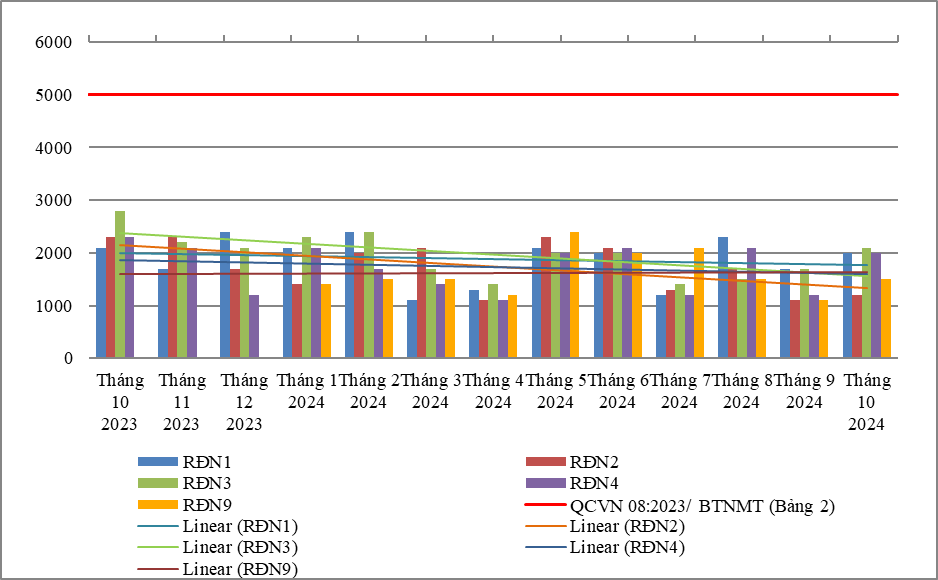 6000
5000
4000
3000
2000
1000
0
Tháng Tháng Tháng Tháng 1 Tháng 2 Tháng 3 Tháng 4 Tháng 5 Tháng 6 Tháng 7 Tháng 8 Tháng 9 Tháng
10 11 12 2024 2024 2024 2024 2024 2024 2024 2024 2024 10
2023 2023 2023 2024
RĐN1 RĐN2
RĐN3 RĐN4
RĐN9 QCVN 08:2023/ BTNMT (Bảng 2)
Linear (RĐN1) Linear (RĐN2)
Linear (RĐN3) Linear (RĐN4)
Linear (RĐN9)